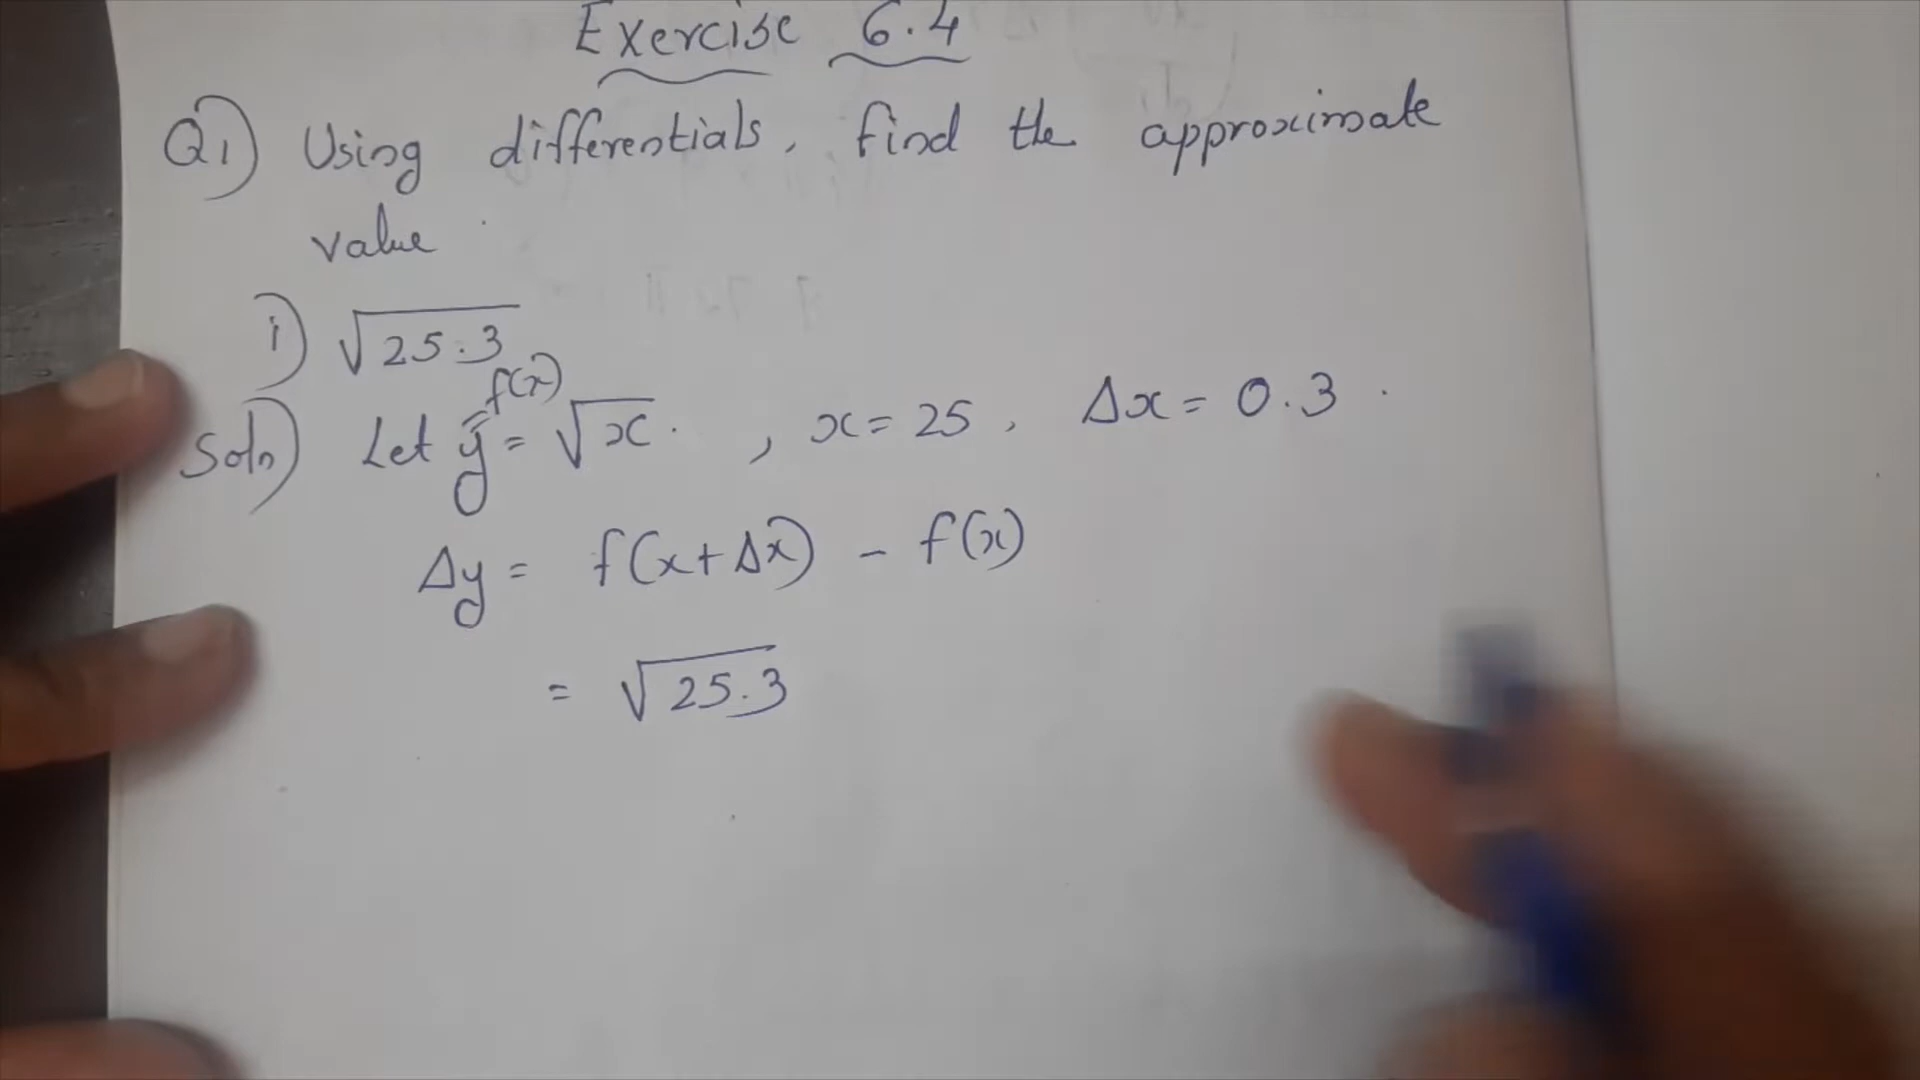 Exercise 6.4
Q1) Using differentials, find the approximate
value
i) √25.3
f(x)
Soln) Let y = √x. , x = 25, Δx = 0.3.
Δy = f(x+Δx) - f(x)
= √25.3